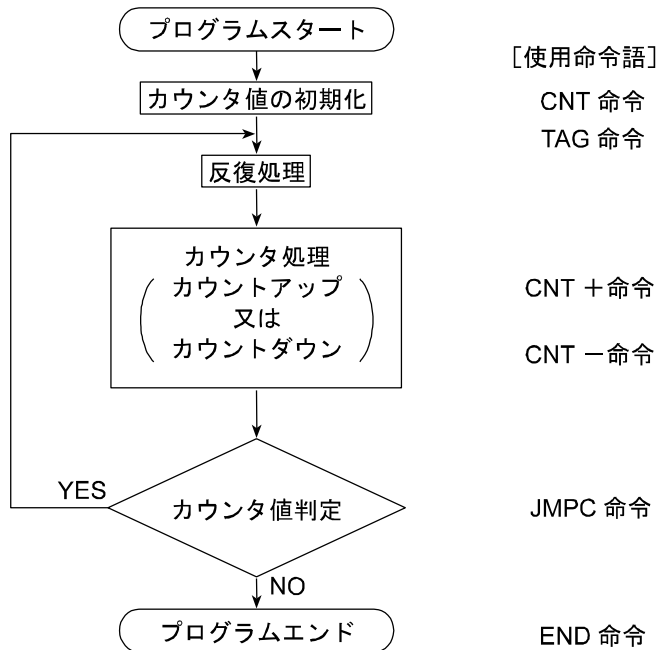 プログラムスタート
［使用命令語］
カウンタ値の初期化
CNT 命令
TAG 命令
反復処理
カウンタ処理
カウントアップ
又は
カウントダウン
CNT ＋命令
CNT －命令
YES
カウンタ値判定
JMPC 命令
NO
プログラムエンド
END 命令